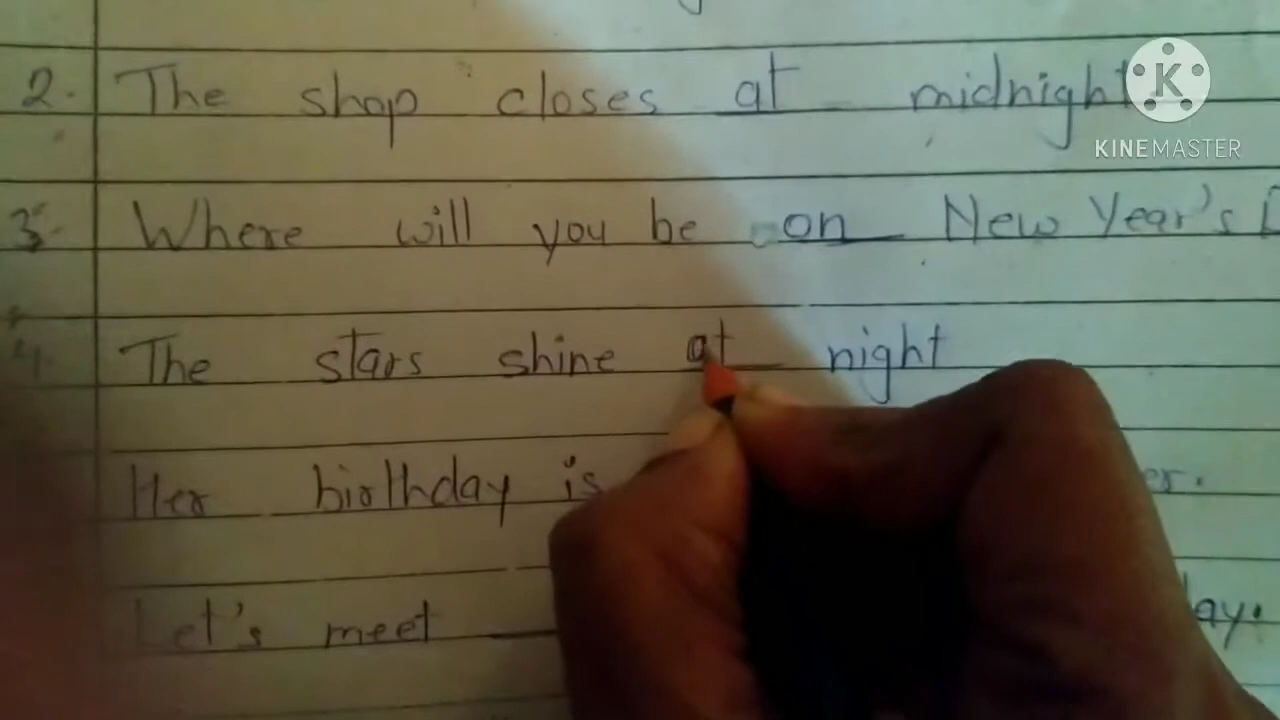 2. The shop closes at midnight
3. Where will you be on New Year's
4. The stars shine at night
Her birthday is
Let's meet
K
KINEMASTER